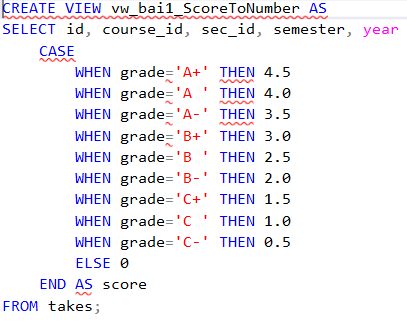 CREATE VIEW vw_bai1_ScoreToNumber AS
SELECT id, course_id, sec_id, semester, year
CASE
WHEN grade='A+' THEN 4.5
WHEN grade='A ' THEN 4.0
WHEN grade='A-' THEN 3.5
WHEN grade='B+' THEN 3.0
WHEN grade='B ' THEN 2.5
WHEN grade='B-' THEN 2.0
WHEN grade='C+' THEN 1.5
WHEN grade='C ' THEN 1.0
WHEN grade='C-' THEN 0.5
ELSE 0
END AS score
FROM takes;